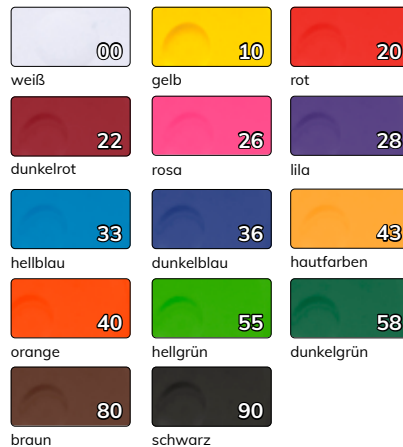 00 10 20
weiß gelb rot
22 26 28
dunkelrot rosa lila
33 36 43
hellblau dunkelblau hautfarben
40 55 58
orange hellgrün dunkelgrün
80 90
braun schwarz